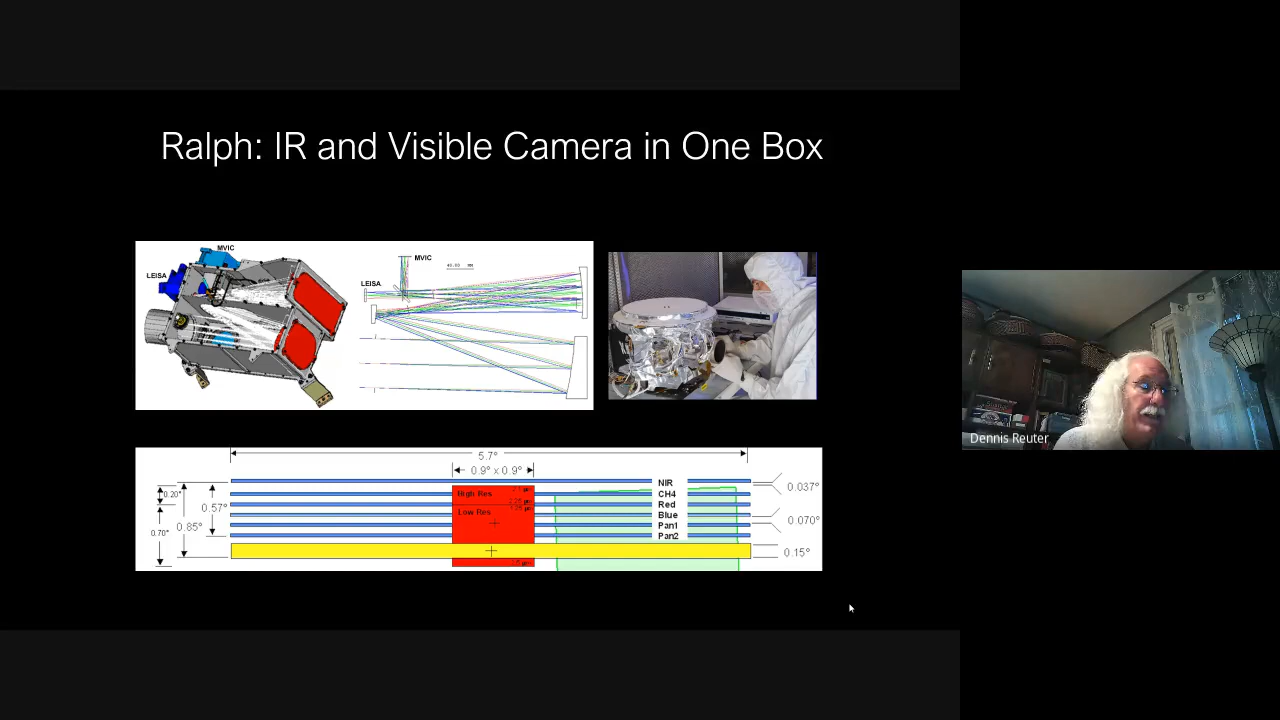 Ralph: IR and Visible Camera in One Box
MVIC
LEISA
MVIC
LEISA
5.7°
0.9° x 0.9°
NIR
CH4
Red
Blue
Pan1
Pan2
High Res
Low Res
0.20°
0.57°
0.85°
0.70°
0.037°
0.070°
0.15°
Dennis Reuter